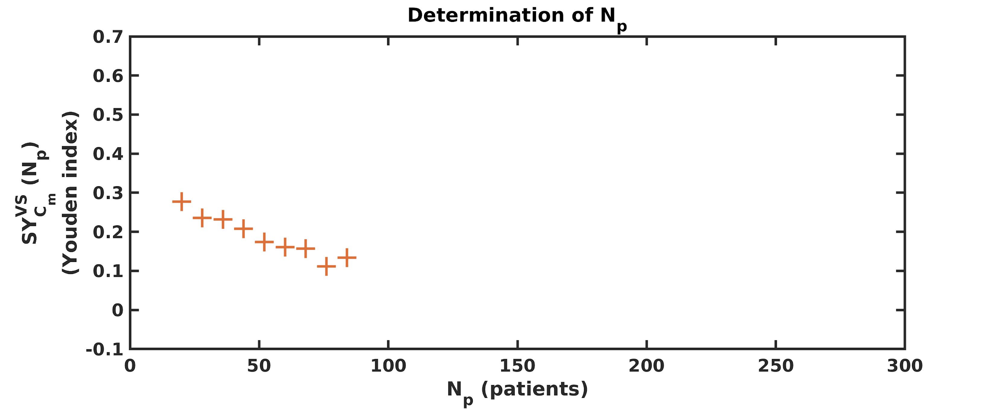 Determination of Np
0.7
0.6
0.5
0.4
0.3
0.2
0.1
0
-0.1
SY^VS_C_m (Np)
(Youden index)
0 50 100 150 200 250 300
Np (patients)